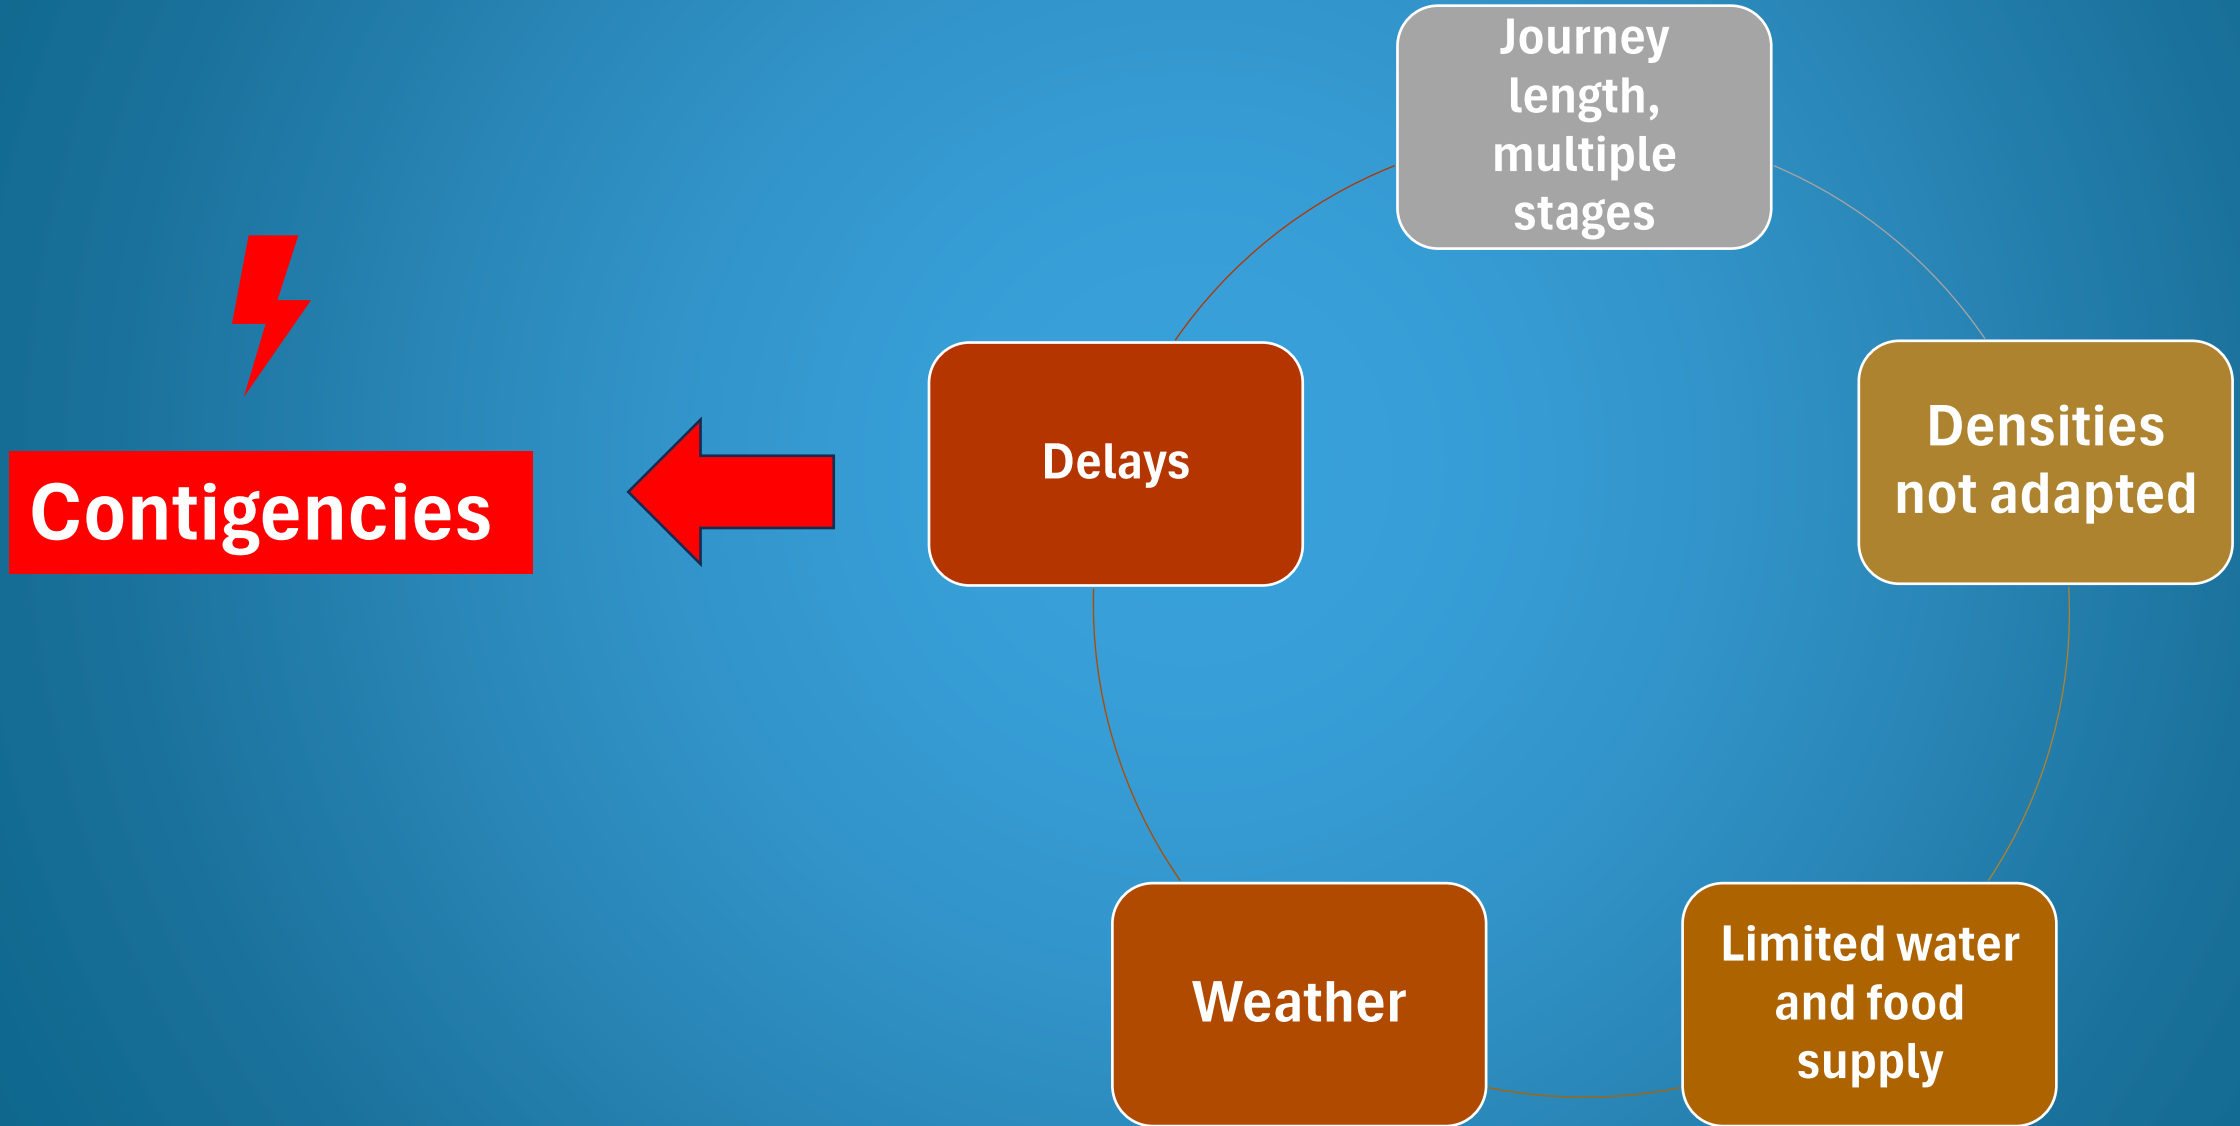 Journey
length,
multiple
stages
Densities
not adapted
Delays
Contigencies
Limited water
and food
supply
Weather